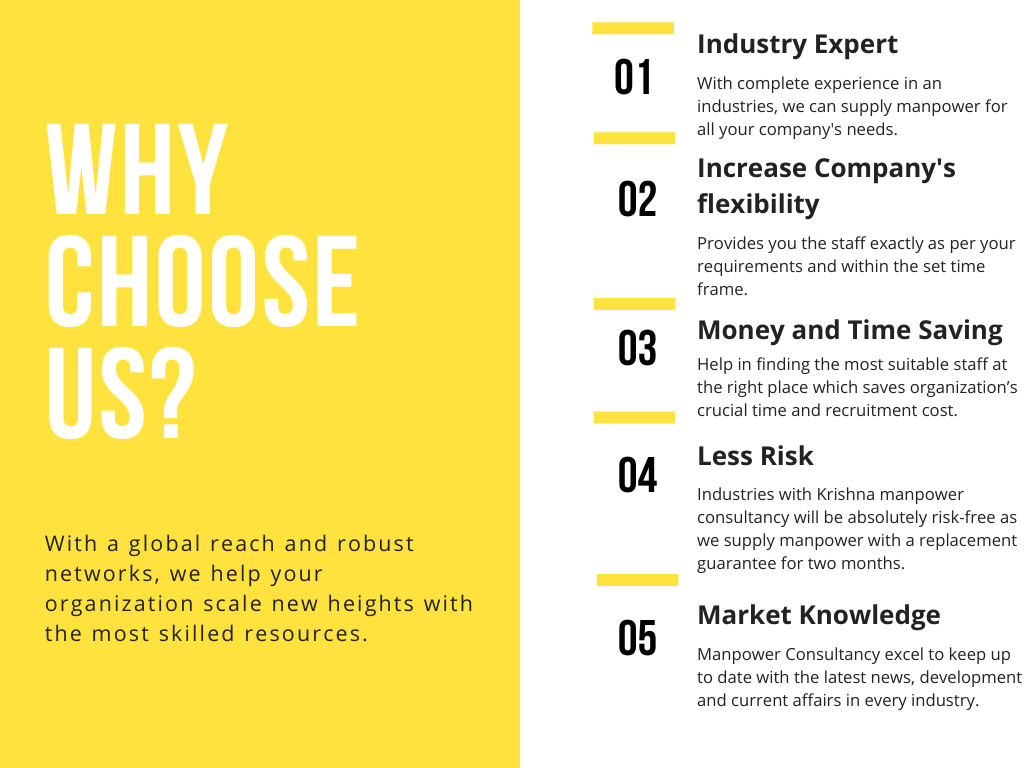 WHY
CHOOSE
US?
With a global reach and robust
networks, we help your
organization scale new heights with
the most skilled resources.
01
Industry Expert
With complete experience in an
industries, we can supply manpower for
all your company's needs.
02
Increase Company's
flexibility
Provides you the staff exactly as per your
requirements and within the set time
frame.
03
Money and Time Saving
Help in finding the most suitable staff at
the right place which saves organization’s
crucial time and recruitment cost.
04
Less Risk
Industries with Krishna manpower
consultancy will be absolutely risk-free as
we supply manpower with a replacement
guarantee for two months.
05
Market Knowledge
Manpower Consultancy excel to keep up
to date with the latest news, development
and current affairs in every industry.